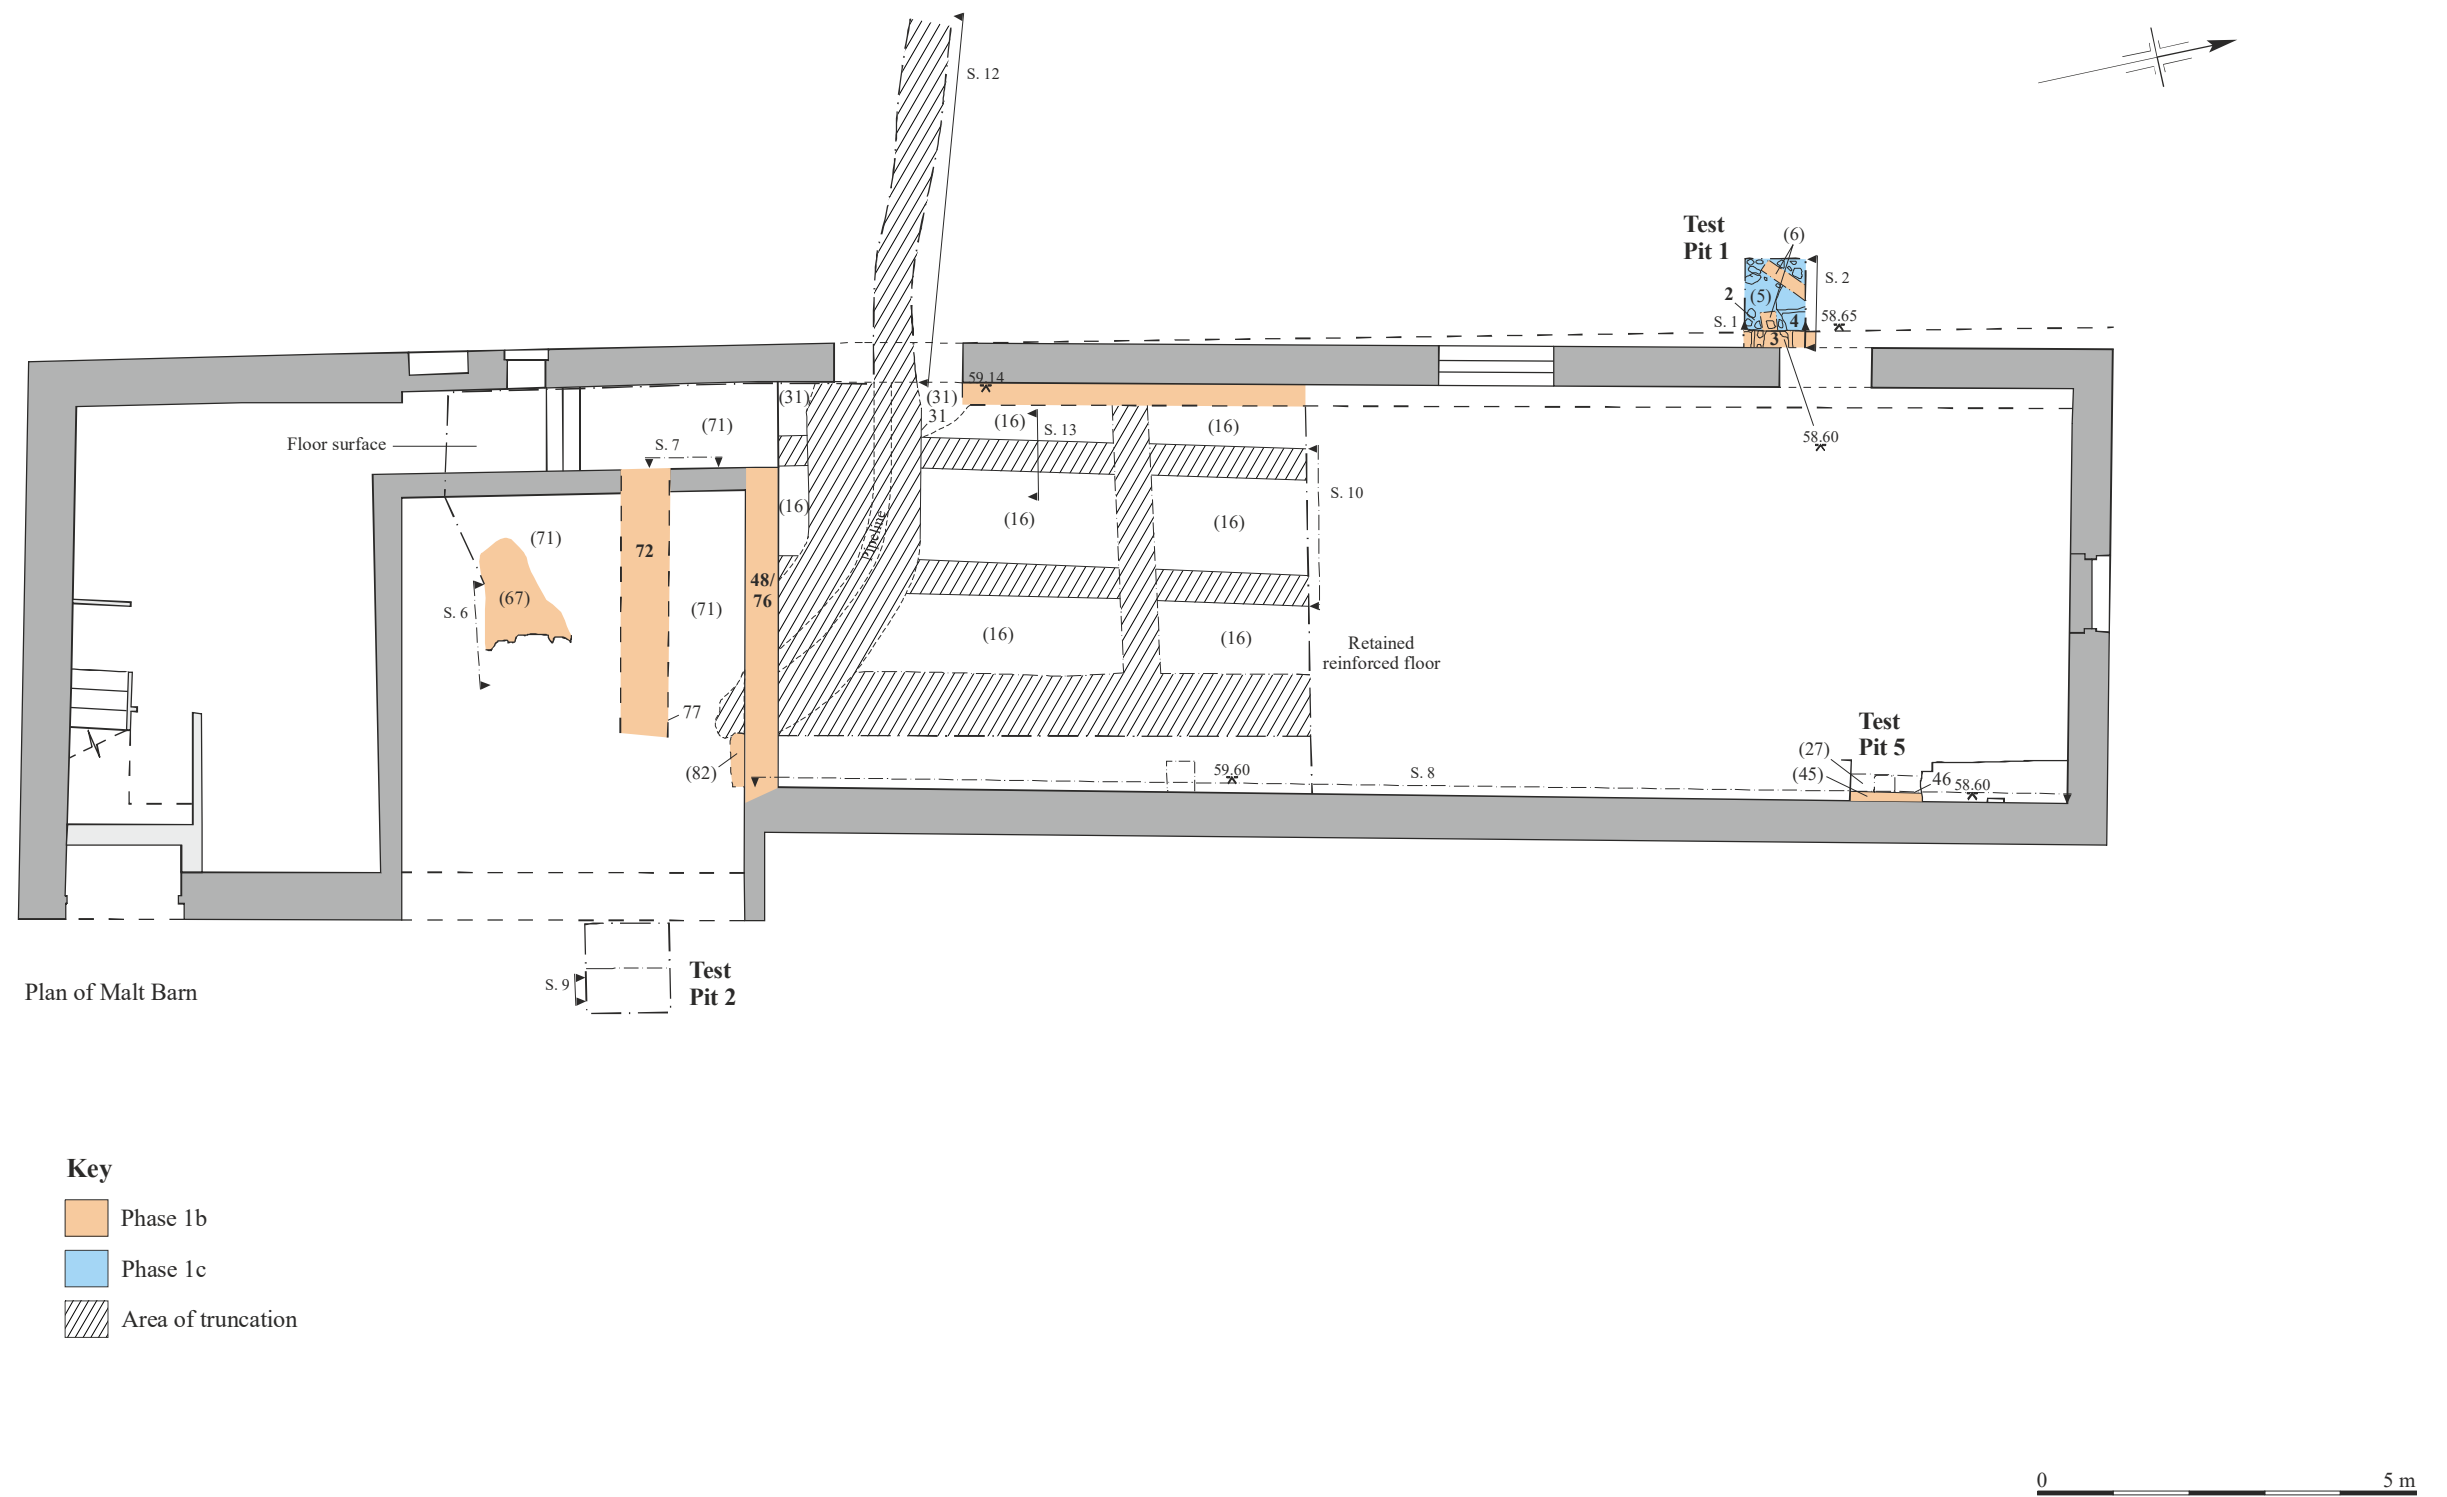 S. 12
Test
Pit 1
(6)
S. 2
2
(5)
S. 1
4
58.65
3
59.14
(31)
(31)
31
(16)
S. 13
(16)
(71)
S. 7
Floor surface
58.60
S. 10
(16)
(16)
(16)
Pipeline
(71)
72
48/
76
(67)
S. 6
(71)
(16)
(16)
Retained
reinforced floor
77
(82)
59.60
S. 8
Test
Pit 5
(27)
(45)
46
58.60
S. 9
Test
Pit 2
Plan of Malt Barn
Key
Phase 1b
Phase 1c
Area of truncation
0
5 m